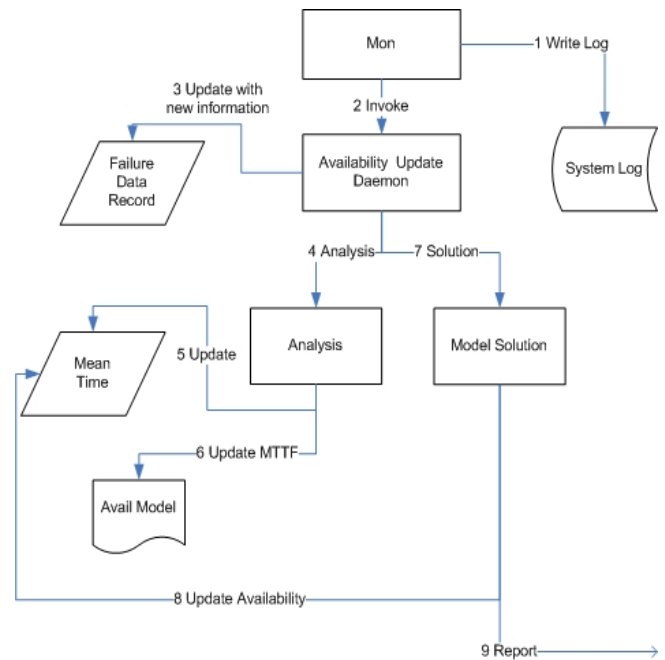 Mon
1 Write Log
3 Update with
new information
2 Invoke
Failure
Data
Record
Availability Update
Daemon
System Log
4 Analysis
7 Solution
Mean
Time
5 Update
Analysis
Model Solution
6 Update MTTF
Avail Model
8 Update Availability
9 Report